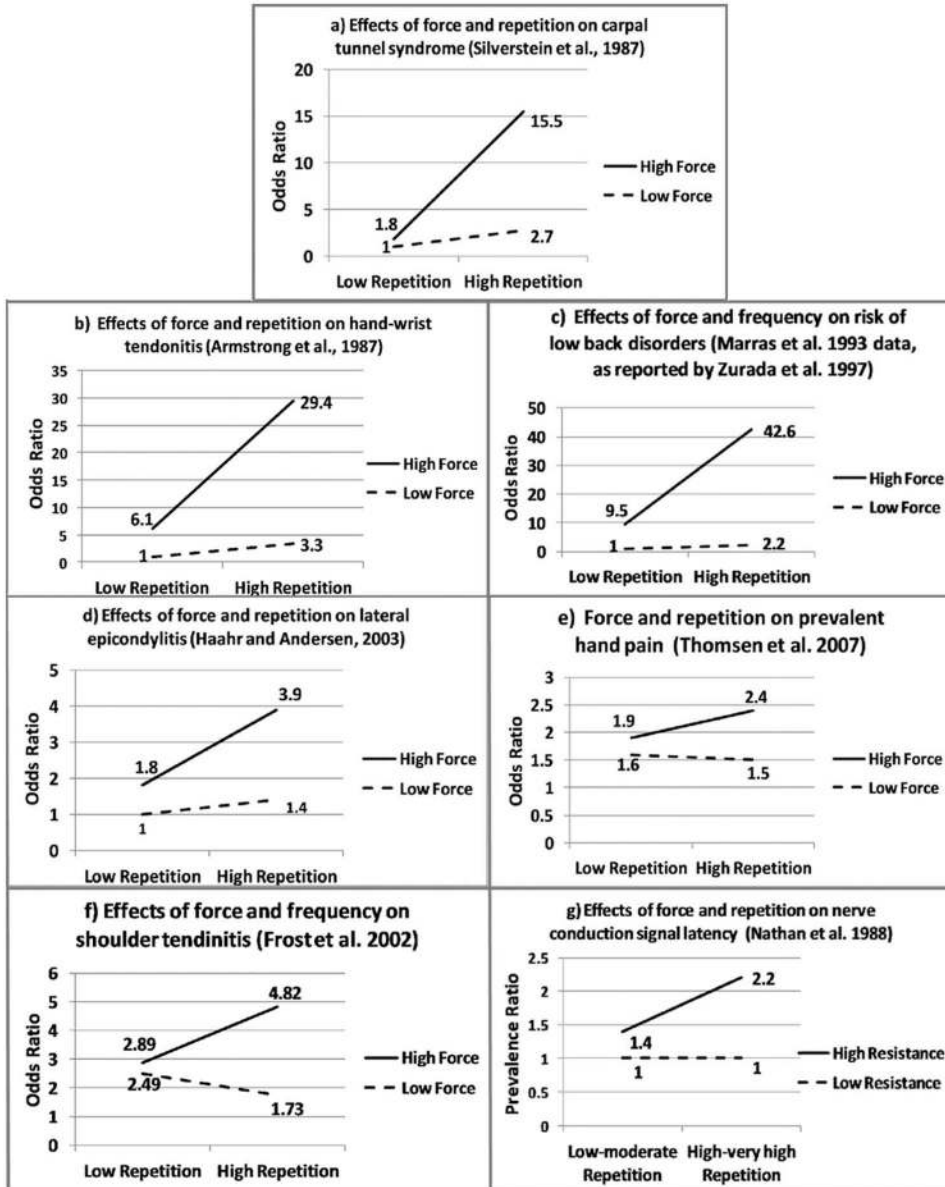 a) Effects of force and repetition on carpal
tunnel syndrome (Silverstein et al., 1987)
20
15
10
5
0
Odds Ratio
1.8
15.5
1
2.7
High Force
Low Force
Low Repetition High Repetition
b) Effects of force and repetition on hand-wrist
tendonitis (Armstrong et al., 1987)
35
30
25
20
15
10
5
0
Odds Ratio
6.1
29.4
1
3.3
High Force
Low Force
Low Repetition High Repetition
c) Effects of force and frequency on risk of
low back disorders (Marras et al. 1993 data,
as reported by Zurada et al. 1997)
50
40
30
20
10
0
Odds Ratio
9.5
42.6
1
2.2
High Force
Low Force
Low Repetition High Repetition
d) Effects of force and repetition on lateral
epicondylitis (Haahr and Andersen, 2003)
5
4
3
2
1
0
Odds Ratio
1.8
3.9
1
1.4
High Force
Low Force
Low Repetition High Repetition
e) Force and repetition on prevalent
hand pain (Thomsen et al. 2007)
3
2.5
2
1.5
1
0.5
0
Odds Ratio
1.9
2.4
1.6
1.5
High Force
Low Force
Low Repetition High Repetition
f) Effects of force and frequency on
shoulder tendinitis (Frost et al. 2002)
6
5
4
3
2
1
0
Odds Ratio
2.89
4.82
2.49
1.73
High Force
Low Force
Low Repetition High Repetition
g) Effects of force and repetition on nerve
conduction signal latency (Nathan et al. 1988)
2.5
2
1.5
1
0.5
0
Prevalence Ratio
1.4
2.2
1
1
High Resistance
Low Resistance
Low-moderate High-very high
Repetition Repetition